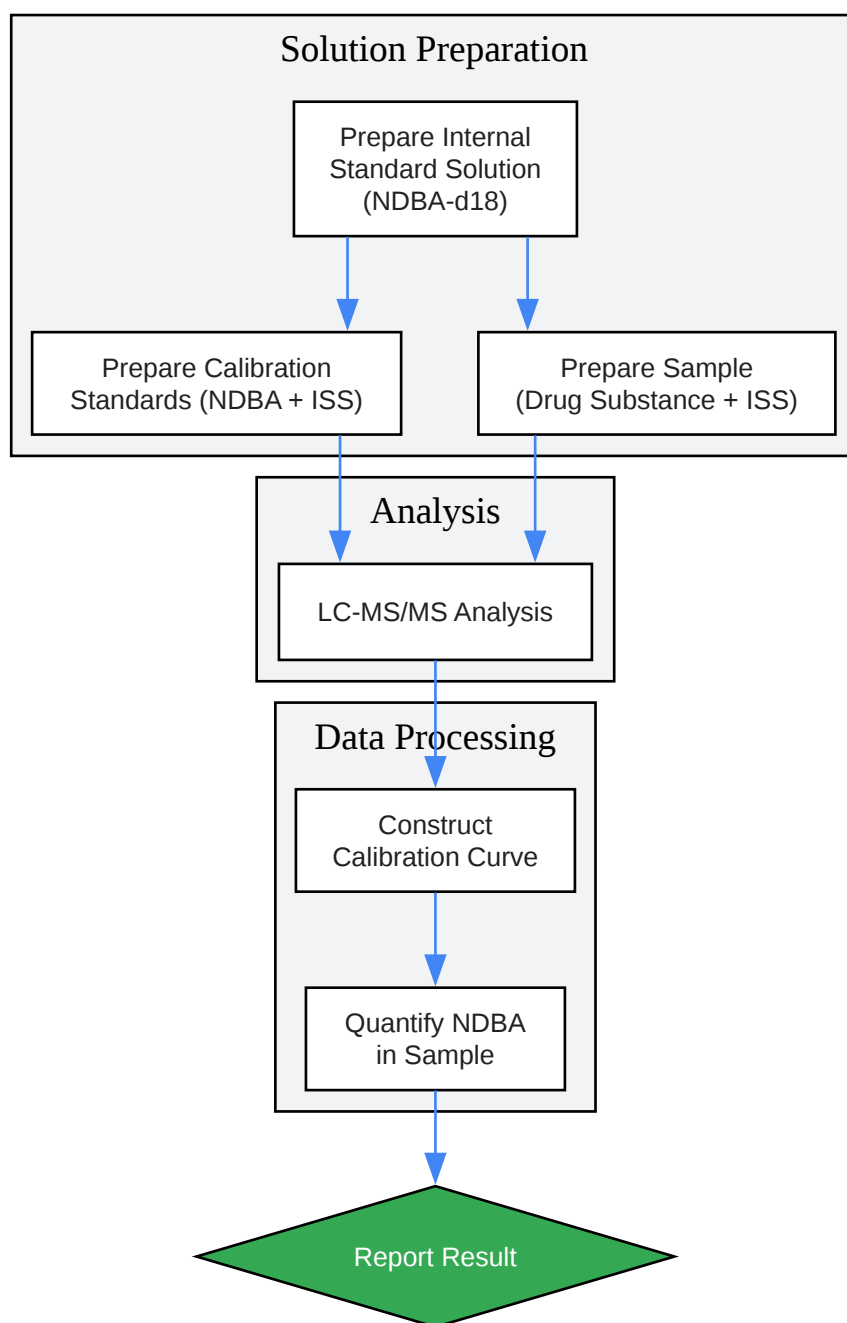 Solution Preparation
Prepare Internal
Standard Solution
(NDBA-d18)
Prepare Calibration
Standards (NDBA + ISS)
Prepare Sample
(Drug Substance + ISS)
Analysis
LC-MS/MS Analysis
Data Processing
Construct
Calibration Curve
Quantify NDBA
in Sample
Report Result